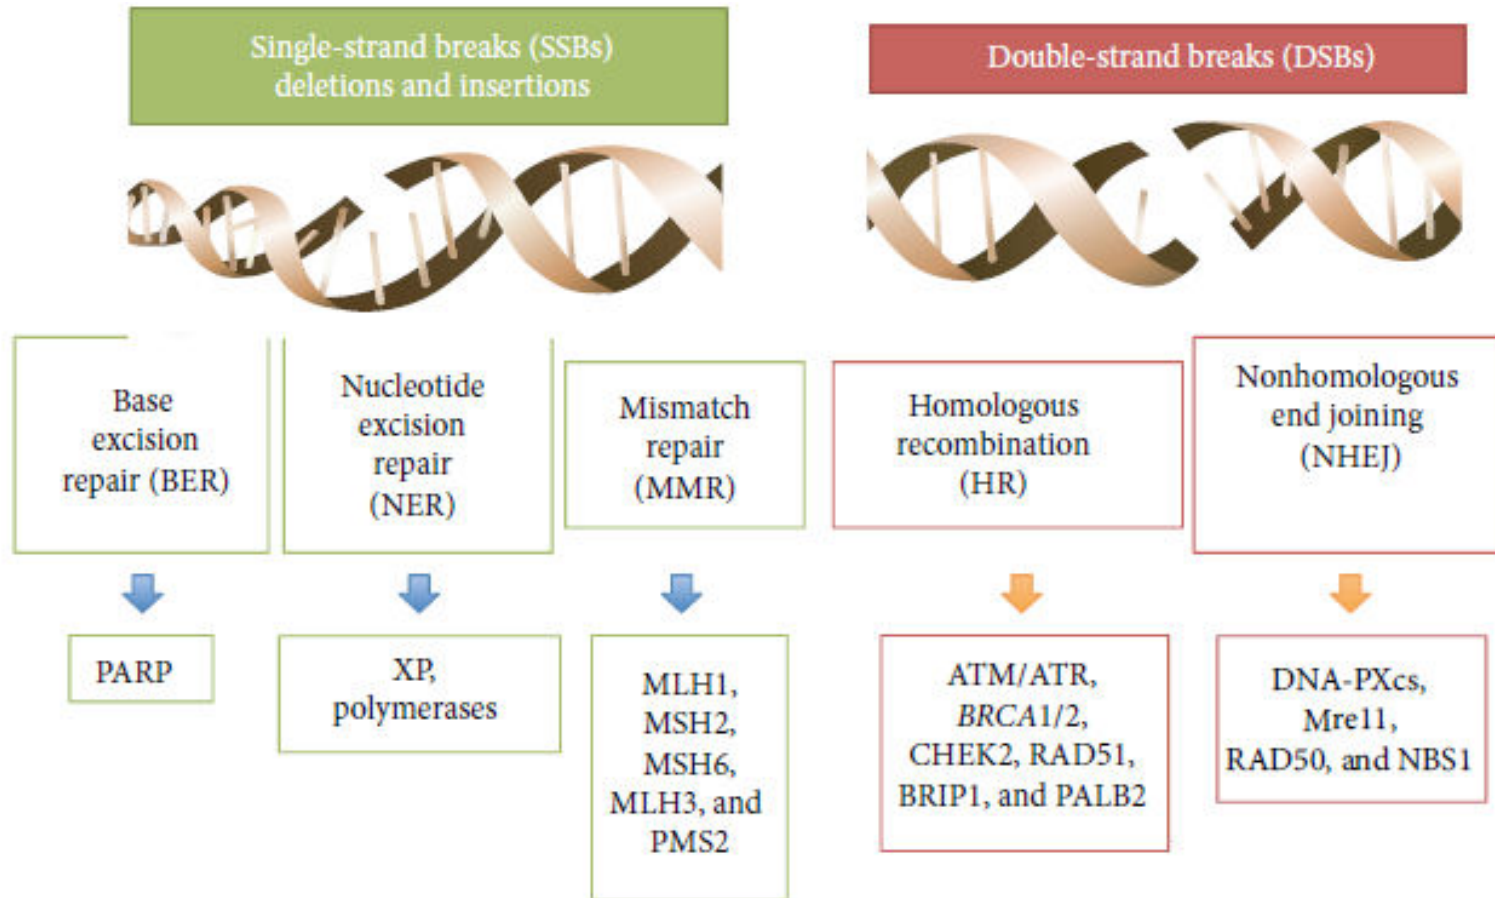 Single-strand breaks (SSBs)
deletions and insertions
Double-strand breaks (DSBs)
Base
excision
repair (BER)
Nucleotide
excision
repair
(NER)
Mismatch
repair
(MMR)
Homologous
recombination
(HR)
Nonhomologous
end joining
(NHEJ)
PARP
XP,
polymerases
MLH1,
MSH2,
MSH6,
MLH3, and
PMS2
ATM/ATR,
BRCA1/2,
CHEK2, RAD51,
BRIP1, and PALB2
DNA-PXcs,
Mre11,
RAD50, and NBS1